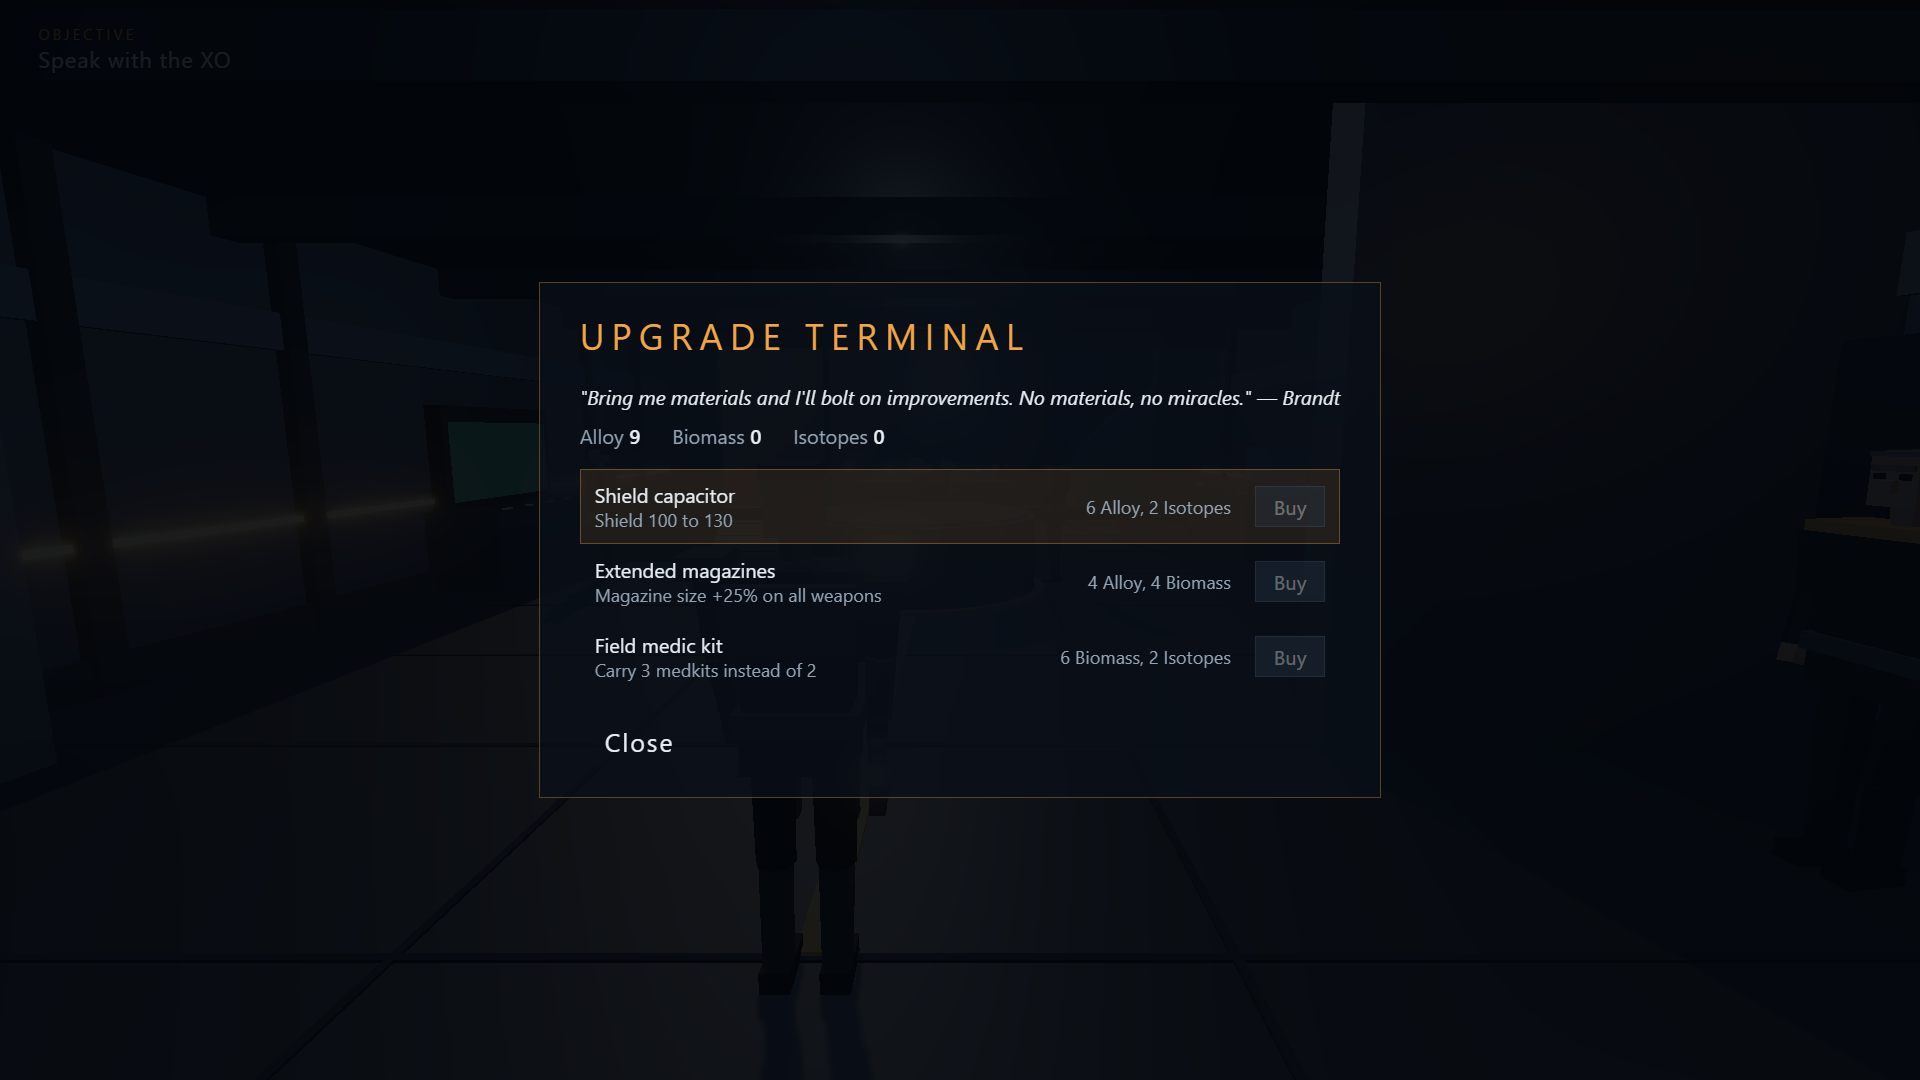 OBJECTIVE
Speak with the XO
UPGRADE TERMINAL
"Bring me materials and I'll bolt on improvements. No materials, no miracles." — Brandt
Alloy 9 Biomass 0 Isotopes 0
Shield capacitor
Shield 100 to 130
6 Alloy, 2 Isotopes
Buy
Extended magazines
Magazine size +25% on all weapons
4 Alloy, 4 Biomass
Buy
Field medic kit
Carry 3 medkits instead of 2
6 Biomass, 2 Isotopes
Buy
Close